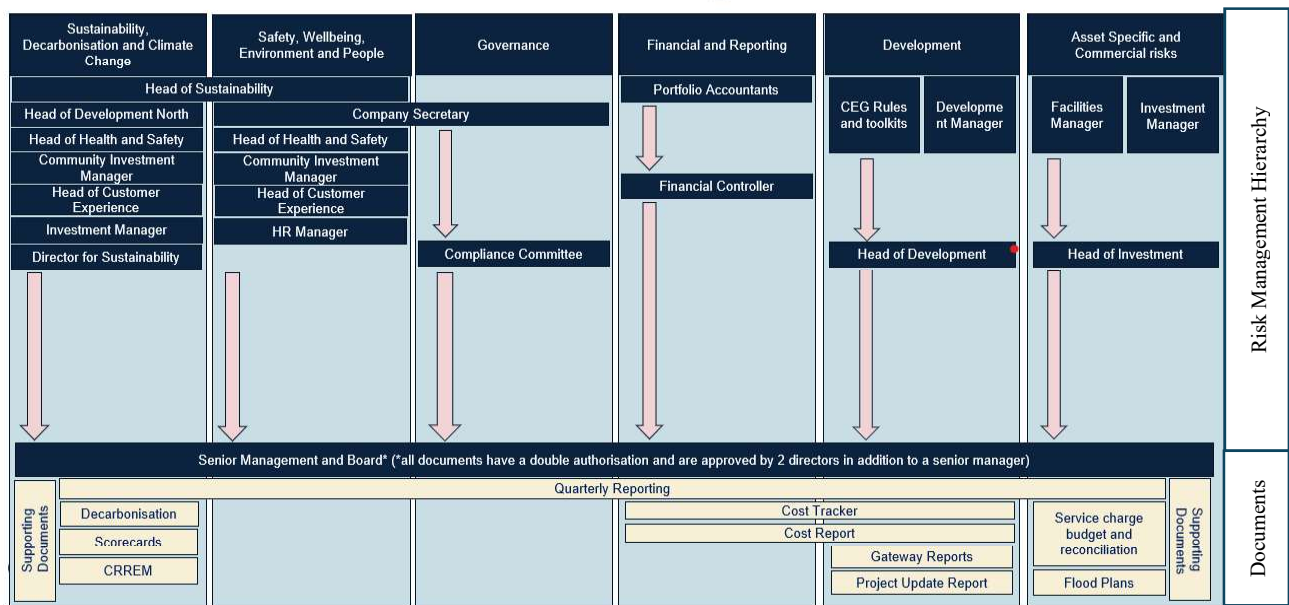 Sustainability,
Decarbonisation and Climate
Change
Safety, Wellbeing,
Environment and People
Governance
Financial and Reporting
Development
Asset Specific and
Commercial risks
Head of Sustainability
Head of Development North
Head of Health and Safety
Community Investment
Manager
Head of Customer
Experience
Investment Manager
Director for Sustainability
Company Secretary
Head of Health and Safety
Community Investment
Manager
Head of Customer
Experience
HR Manager
Compliance Committee
Portfolio Accountants
Financial Controller
CEG Rules
and toolkits
Developme
nt Manager
Head of Development
Facilities
Manager
Investment
Manager
Head of Investment
Risk Management Hierarchy
Senior Management and Board* (*all documents have a double authorisation and are approved by 2 directors in addition to a senior manager)
Supporting
Documents
Quarterly Reporting
Decarbonisation
Scorecards
CRREM
Cost Tracker
Cost Report
Gateway Reports
Project Update Report
Service charge
budget and
reconciliation
Flood Plans
Supporting
Documents
Documents